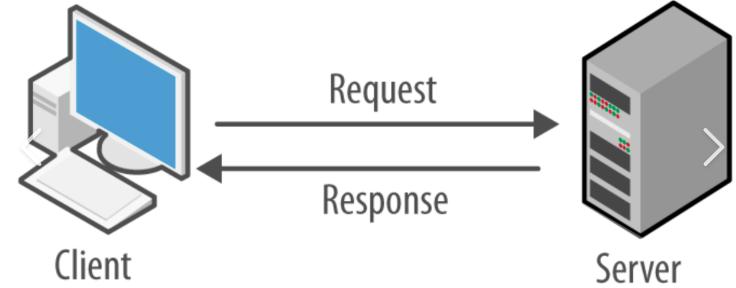 Request
Response
Client
Server